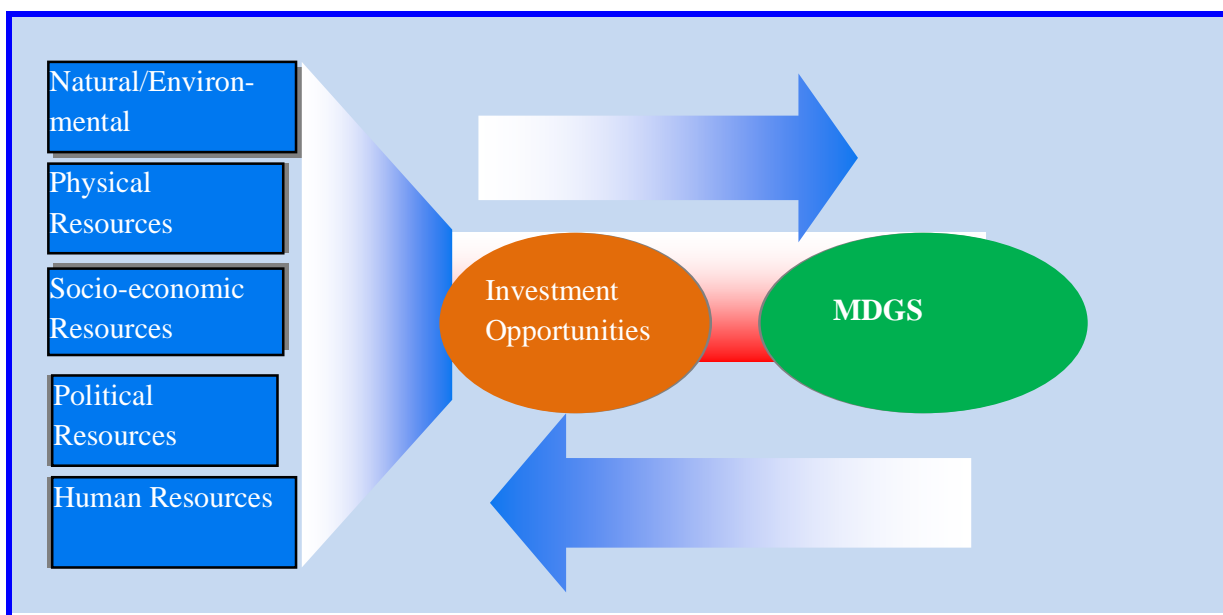 Natural/Environ-
mental
Physical
Resources
Socio-economic
Resources
Political
Resources
Human Resources
Investment
Opportunities
MDGS